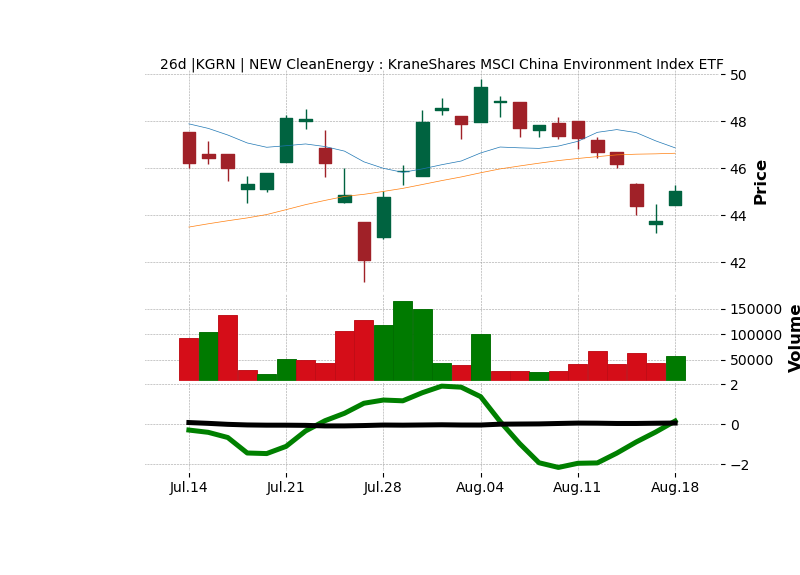 26d |KGRN | NEW CleanEnergy : KraneShares MSCI China Environment Index ETF
50
48
46
44
42
Price
150000
100000
50000
Volume
2
0
−2
Jul.14 Jul.21 Jul.28 Aug.04 Aug.11 Aug.18